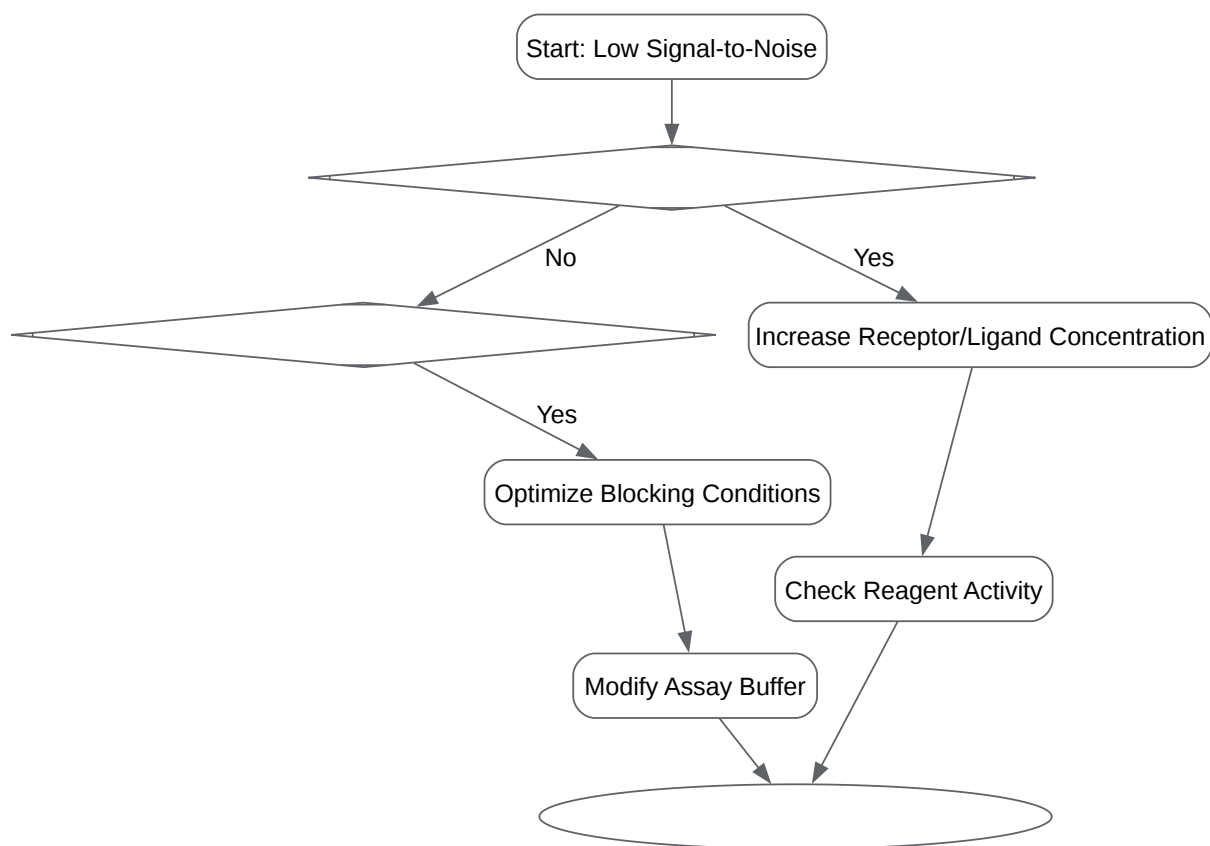 Start: Low Signal-to-Noise
No
Yes
Increase Receptor/Ligand Concentration
Yes
Optimize Blocking Conditions
Check Reagent Activity
Modify Assay Buffer